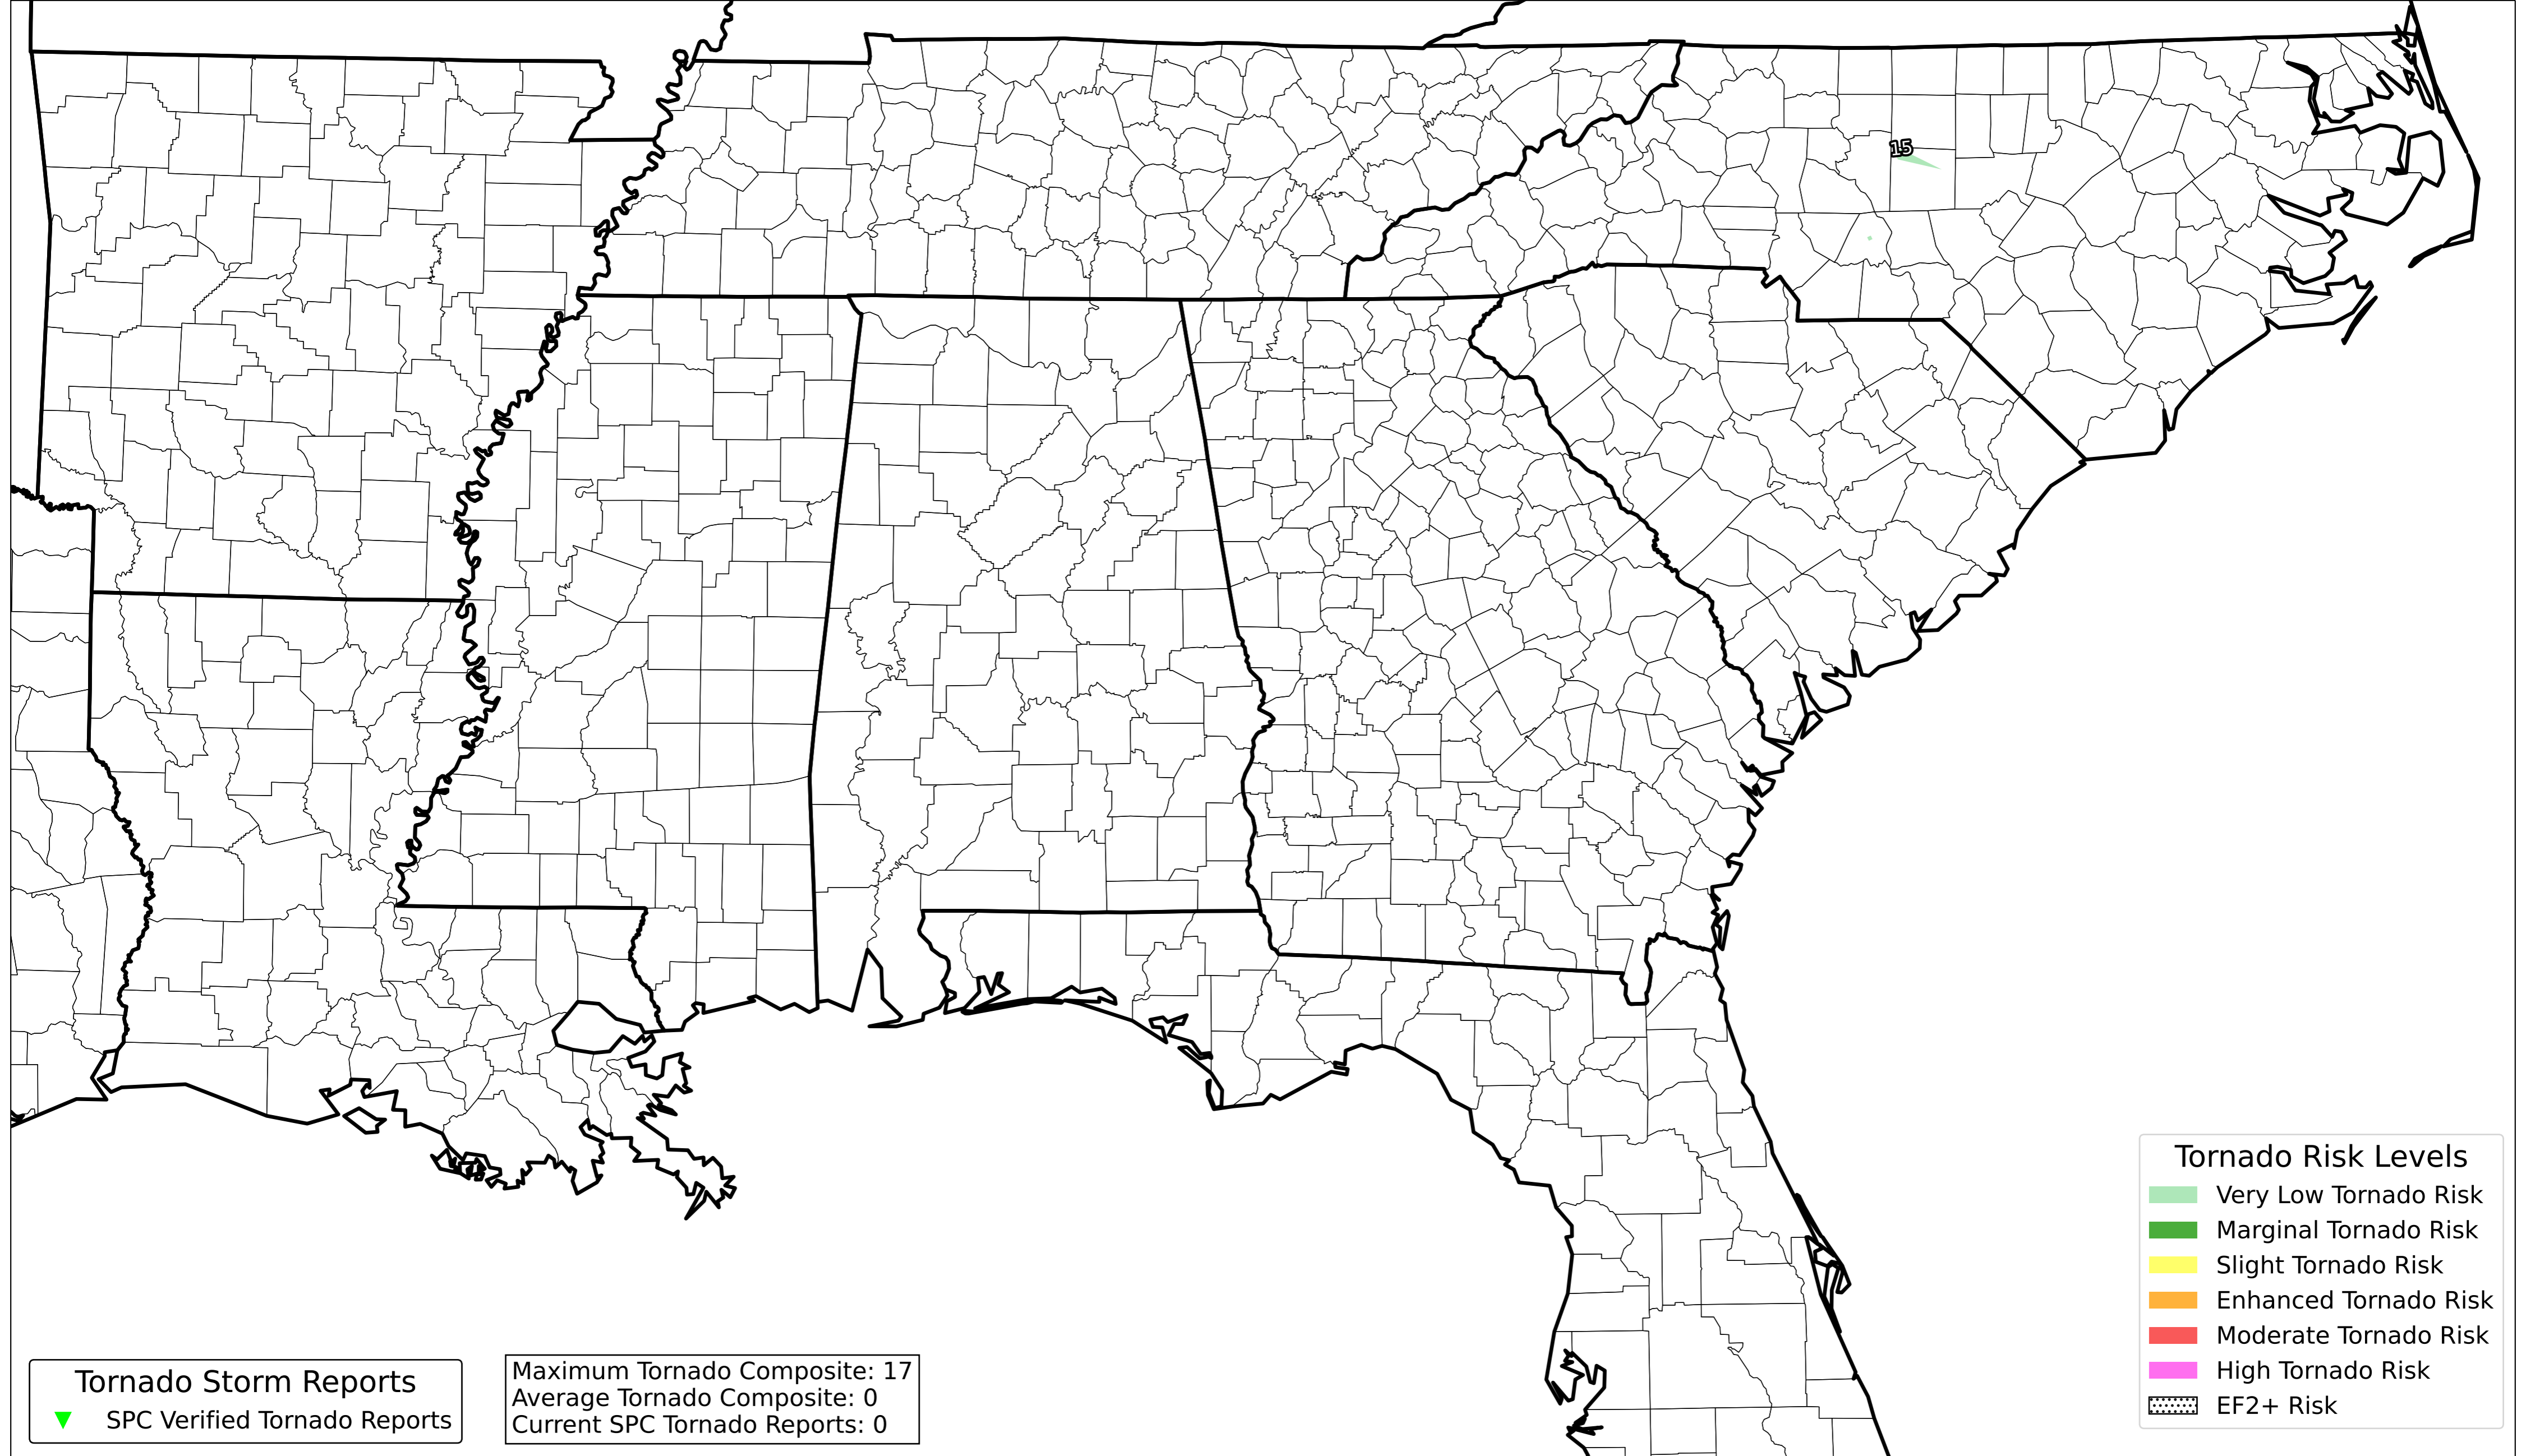 15
Tornado Storm Reports
SPC Verified Tornado Reports
Maximum Tornado Composite: 17
Average Tornado Composite: 0
Current SPC Tornado Reports: 0
Tornado Risk Levels
Very Low Tornado Risk
Marginal Tornado Risk
Slight Tornado Risk
Enhanced Tornado Risk
Moderate Tornado Risk
High Tornado Risk
EF2+ Risk